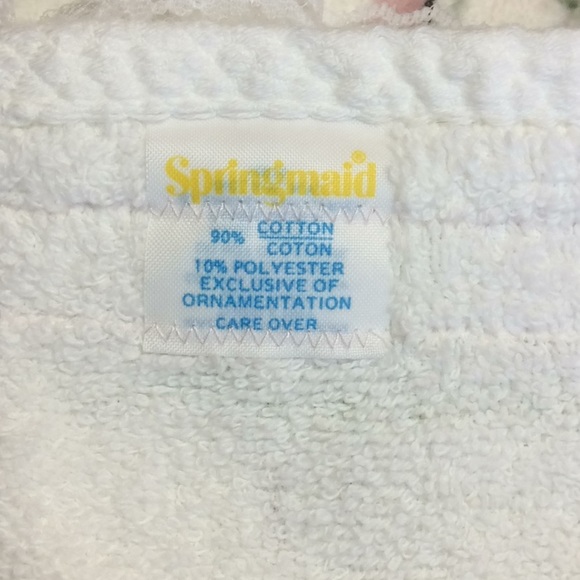 Springmaid
90% COTTON
COTON
10% POLYESTER
EXCLUSIVE OF
ORNAMENTATION
CARE OVER